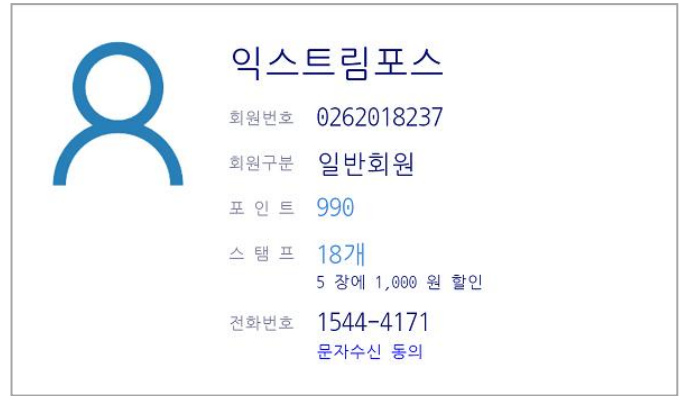 익스트림포스
회원번호 0262018237
회원구분 일반회원
포 인 트 990
스 탬 프 18개
5 장에 1,000 원 할인
전화번호 1544-4171
문자수신 동의